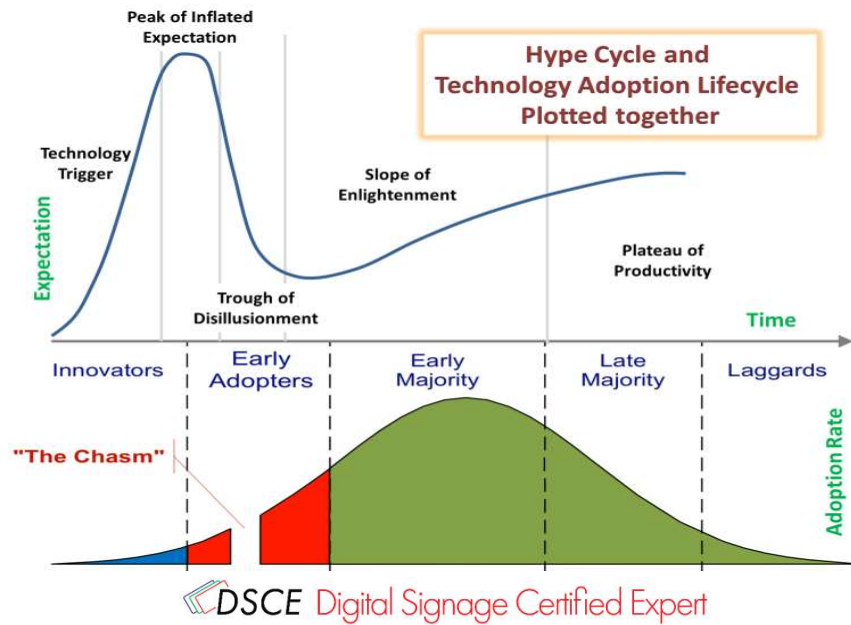 Peak of Inflated
Expectation
Hype Cycle and
Technology Adoption Lifecycle
Plotted together
Technology
Trigger
Slope of
Enlightenment
Expectation
Plateau of
Productivity
Trough of
Disillusionment
Time
Innovators
Early
Adopters
Early
Majority
Late
Majority
Laggards
"The Chasm"
Adoption Rate
DSCE Digital Signage Certified Expert